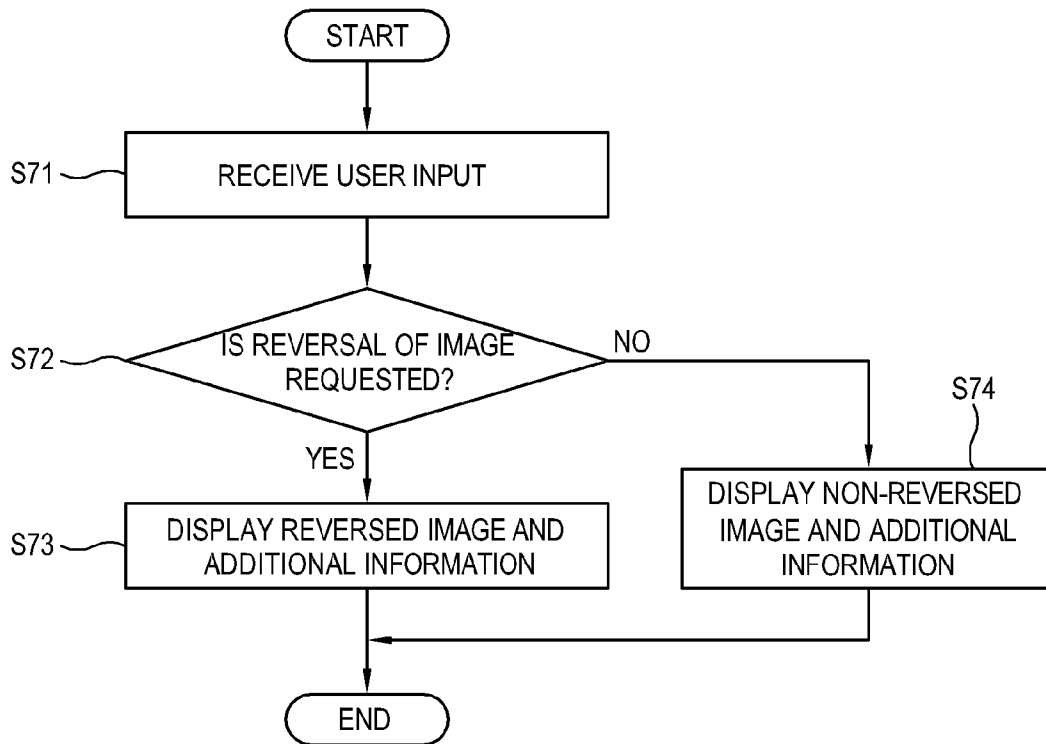 START
S71
RECEIVE USER INPUT
S72
IS REVERSAL OF IMAGE
REQUESTED?
NO
YES
S74
S73
DISPLAY REVERSED IMAGE AND
ADDITIONAL INFORMATION
DISPLAY NON-REVERSED
IMAGE AND ADDITIONAL
INFORMATION
END